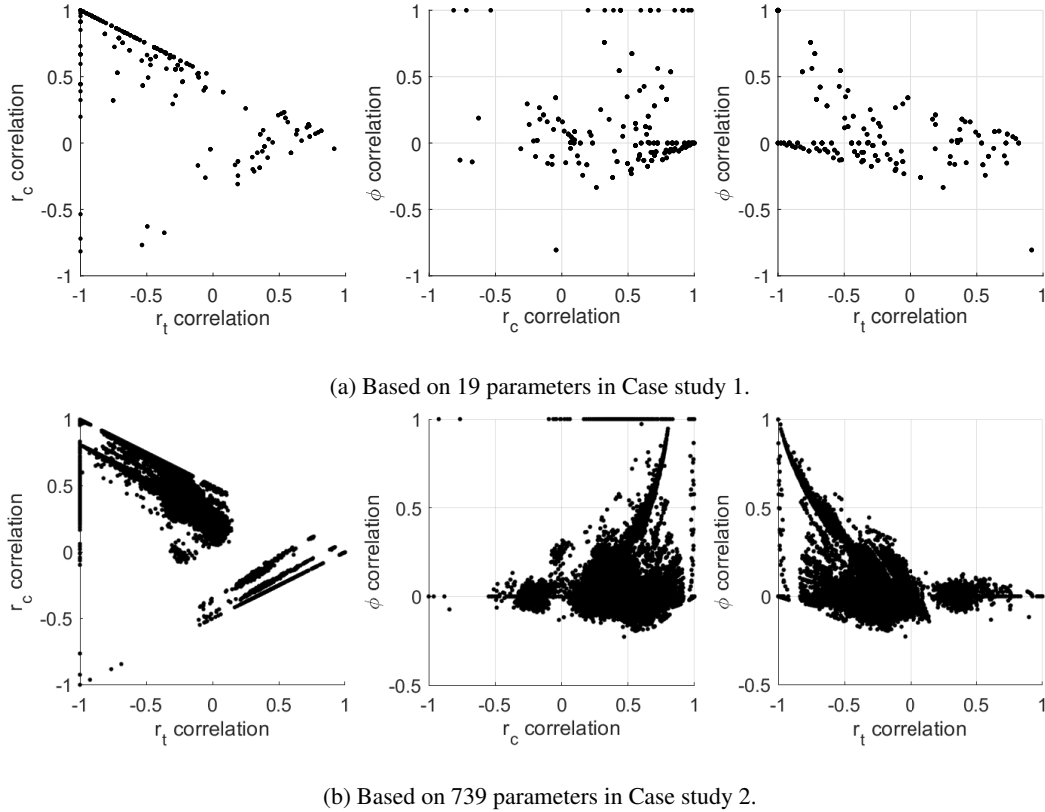 1
0.5
0
-0.5
-1
r_c correlation
-1 -0.5 0 0.5 1
r_t correlation
1
0.5
0
-0.5
-1
ϕ correlation
-1 -0.5 0 0.5 1
r_c correlation
1
0.5
0
-0.5
-1
ϕ correlation
-1 -0.5 0 0.5 1
r_t correlation
(a) Based on 19 parameters in Case study 1.
1
0.5
0
-0.5
-1
r_c correlation
-1 -0.5 0 0.5 1
r_t correlation
1
0.5
0
-0.5
ϕ correlation
-1 -0.5 0 0.5 1
r_c correlation
1
0.5
0
-0.5
ϕ correlation
-1 -0.5 0 0.5 1
r_t correlation
(b) Based on 739 parameters in Case study 2.